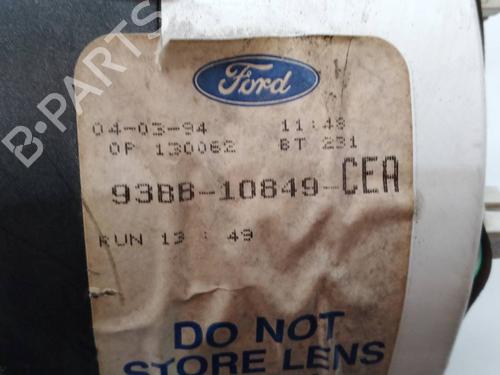 Ford
04-03-94 11:48
OP 130062 BT 231
93BB-10849-CEA
RUN 13 : 49
DO NOT
STORE LENS
B-PARTS